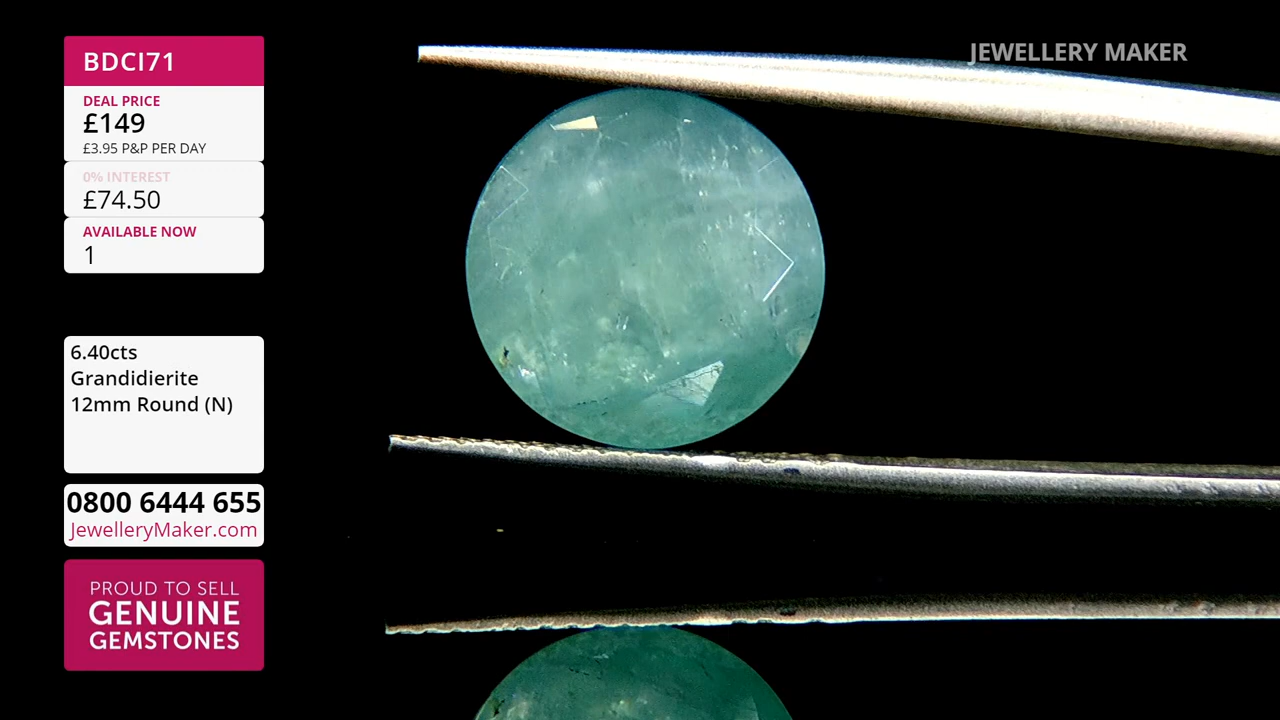 BDCI71
DEAL PRICE
£149
£3.95 P&P PER DAY
0% INTEREST
£74.50
AVAILABLE NOW
1
6.40cts
Grandidierite
12mm Round (N)
0800 6444 655
JewelleryMaker.com
PROUD TO SELL
GENUINE
GEMSTONES
JEWELLERY MAKER